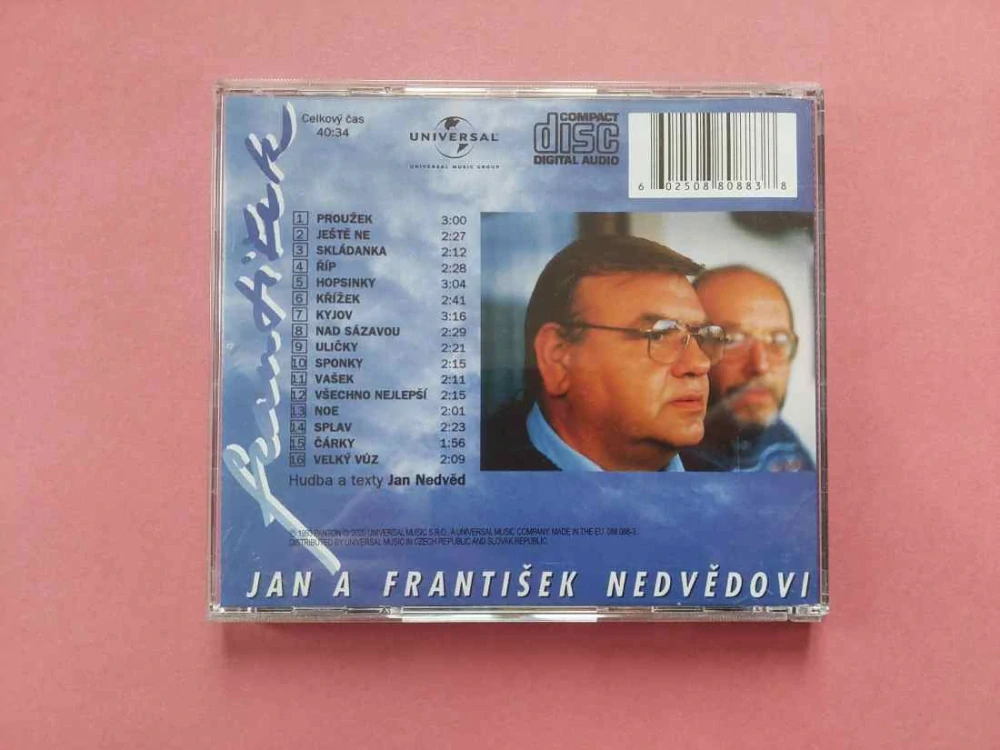 Celkový čas
40:34
UNIVERSAL
UNIVERSAL MUSIC GROUP
COMPACT
disc
DIGITAL AUDIO
6 02508 80883 8
František
1 PROUŽEK 3:00
2 JEŠTĚ NE 2:27
3 SKLÁDANKA 2:12
4 ŘÍP 2:28
5 HOPSINKY 3:04
6 KŘÍŽEK 2:41
7 KYJOV 3:16
8 NAD SÁZAVOU 2:29
9 ULIČKY 2:21
10 SPONKY 2:15
11 VAŠEK 2:11
12 VŠECHNO NEJLEPŠÍ 2:15
13 NOE 2:01
14 SPLAV 2:23
15 ČÁRKY 1:56
16 VELKÝ VŮZ 2:09
Hudba a texty Jan Nedvěd
UNIVERSAL MUSIC S.R.O., A UNIVERSAL MUSIC COMPANY. MADE IN THE EU.
DISTRIBUTED BY UNIVERSAL MUSIC IN CZECH REPUBLIC AND SLOVAK REPUBLIC.
JAN A FRANTIŠEK NEDVĚDOVI